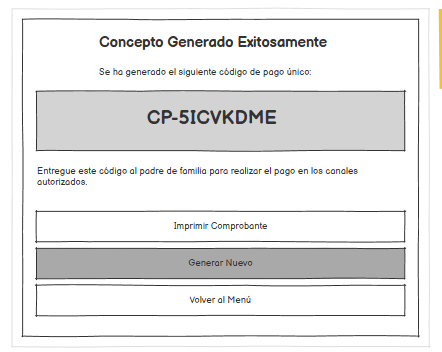 Concepto Generado Exitosamente
Se ha generado el siguiente código de pago único:
CP-5ICVKDME
Entregue este código al padre de familia para realizar el pago en los canales
autorizados.
Imprimir Comprobante
Generar Nuevo
Volver al Menú